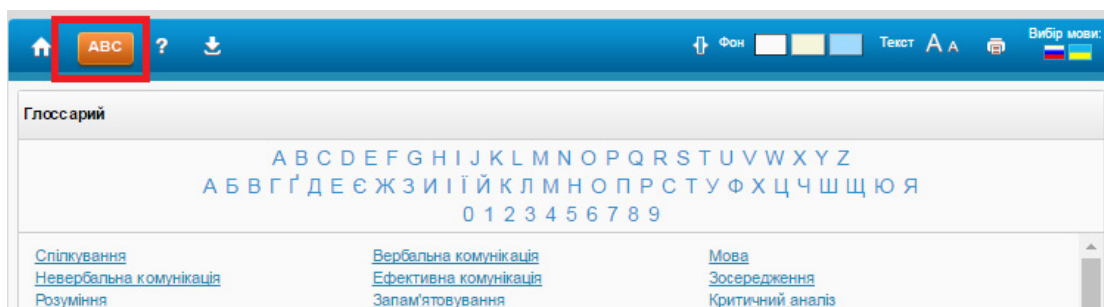 ABC ? Фон Текст A A Вибір мови:
Глоссарий
A B C D E F G H I J K L M N O P Q R S T U V W X Y Z
А Б В Г Ґ Д Е Є Ж З И І Ї Й К Л М Н О П Р С Т У Ф Х Ц Ч Ш Щ Ю Я
0 1 2 3 4 5 6 7 8 9
Спілкування Вербальна комунікація Мова
Невербальна комунікація Ефективна комунікація Зосередження
Розуміння Запам'ятовування Критичний аналіз